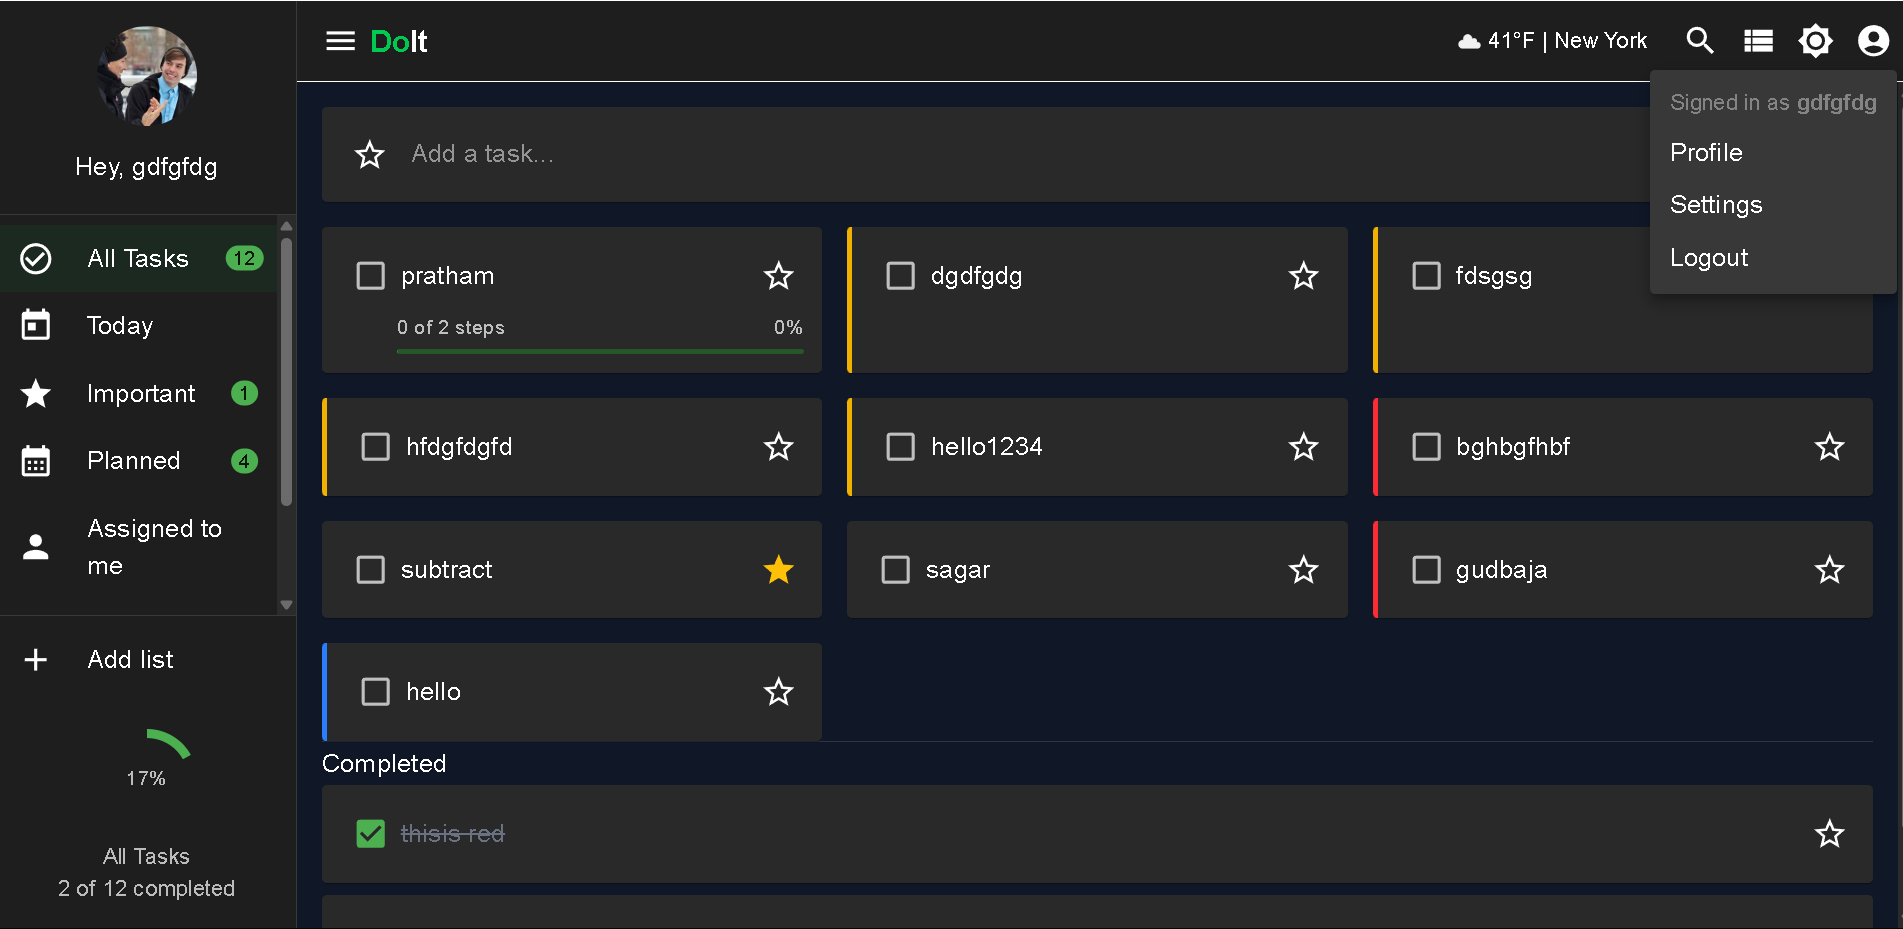 Hey, gdfgfdg
All Tasks 12
Today
Important 1
Planned 4
Assigned to
me
Add list
17%
All Tasks
2 of 12 completed
DoIt
41°F | New York
Signed in as gdfgfdg
Profile
Settings
Logout
Add a task...
pratham
0 of 2 steps 0%
dgdfgdg
fdsgsg
hfdgfdgfd
hello1234
bghbgfhbf
subtract
sagar
gudbaja
hello
Completed
thisis red